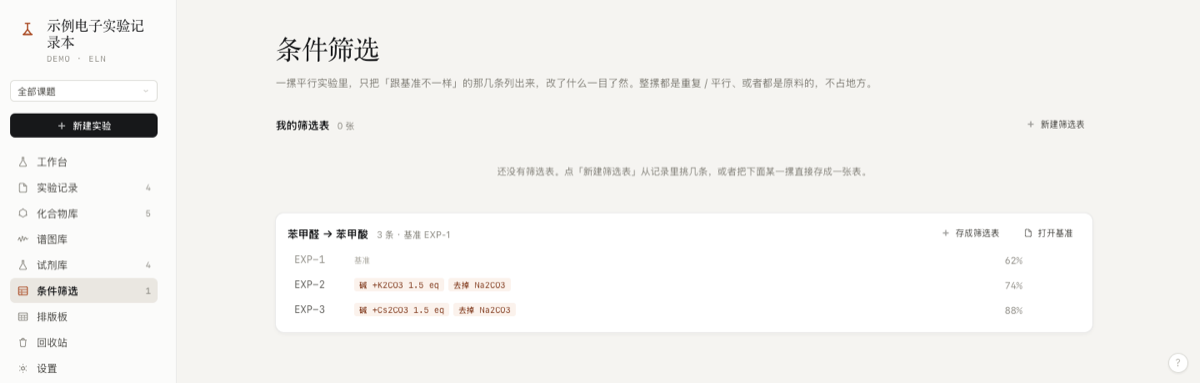 示例电子实验记
录本
DEMO · ELN
全部课题
+ 新建实验
工作台
实验记录 4
化合物库 5
谱图库
试剂库 4
条件筛选 1
排版板
回收站
设置
条件筛选
一摞平行实验里，只把「跟基准不一样」的那几条列出来，改了什么一目了然。整摞都是重复 / 平行、或者都是原料的，不占地方。
我的筛选表 0 张
+ 新建筛选表
还没有筛选表。点「新建筛选表」从记录里挑几条，或者把下面某一摞直接存成一张表。
苯甲醛 → 苯甲酸 3 条 · 基准 EXP-1 + 存成筛选表 打开基准
EXP-1 基准 62%
EXP-2 碱 +K2CO3 1.5 eq 去掉 Na2CO3 74%
EXP-3 碱 +Cs2CO3 1.5 eq 去掉 Na2CO3 88%
?